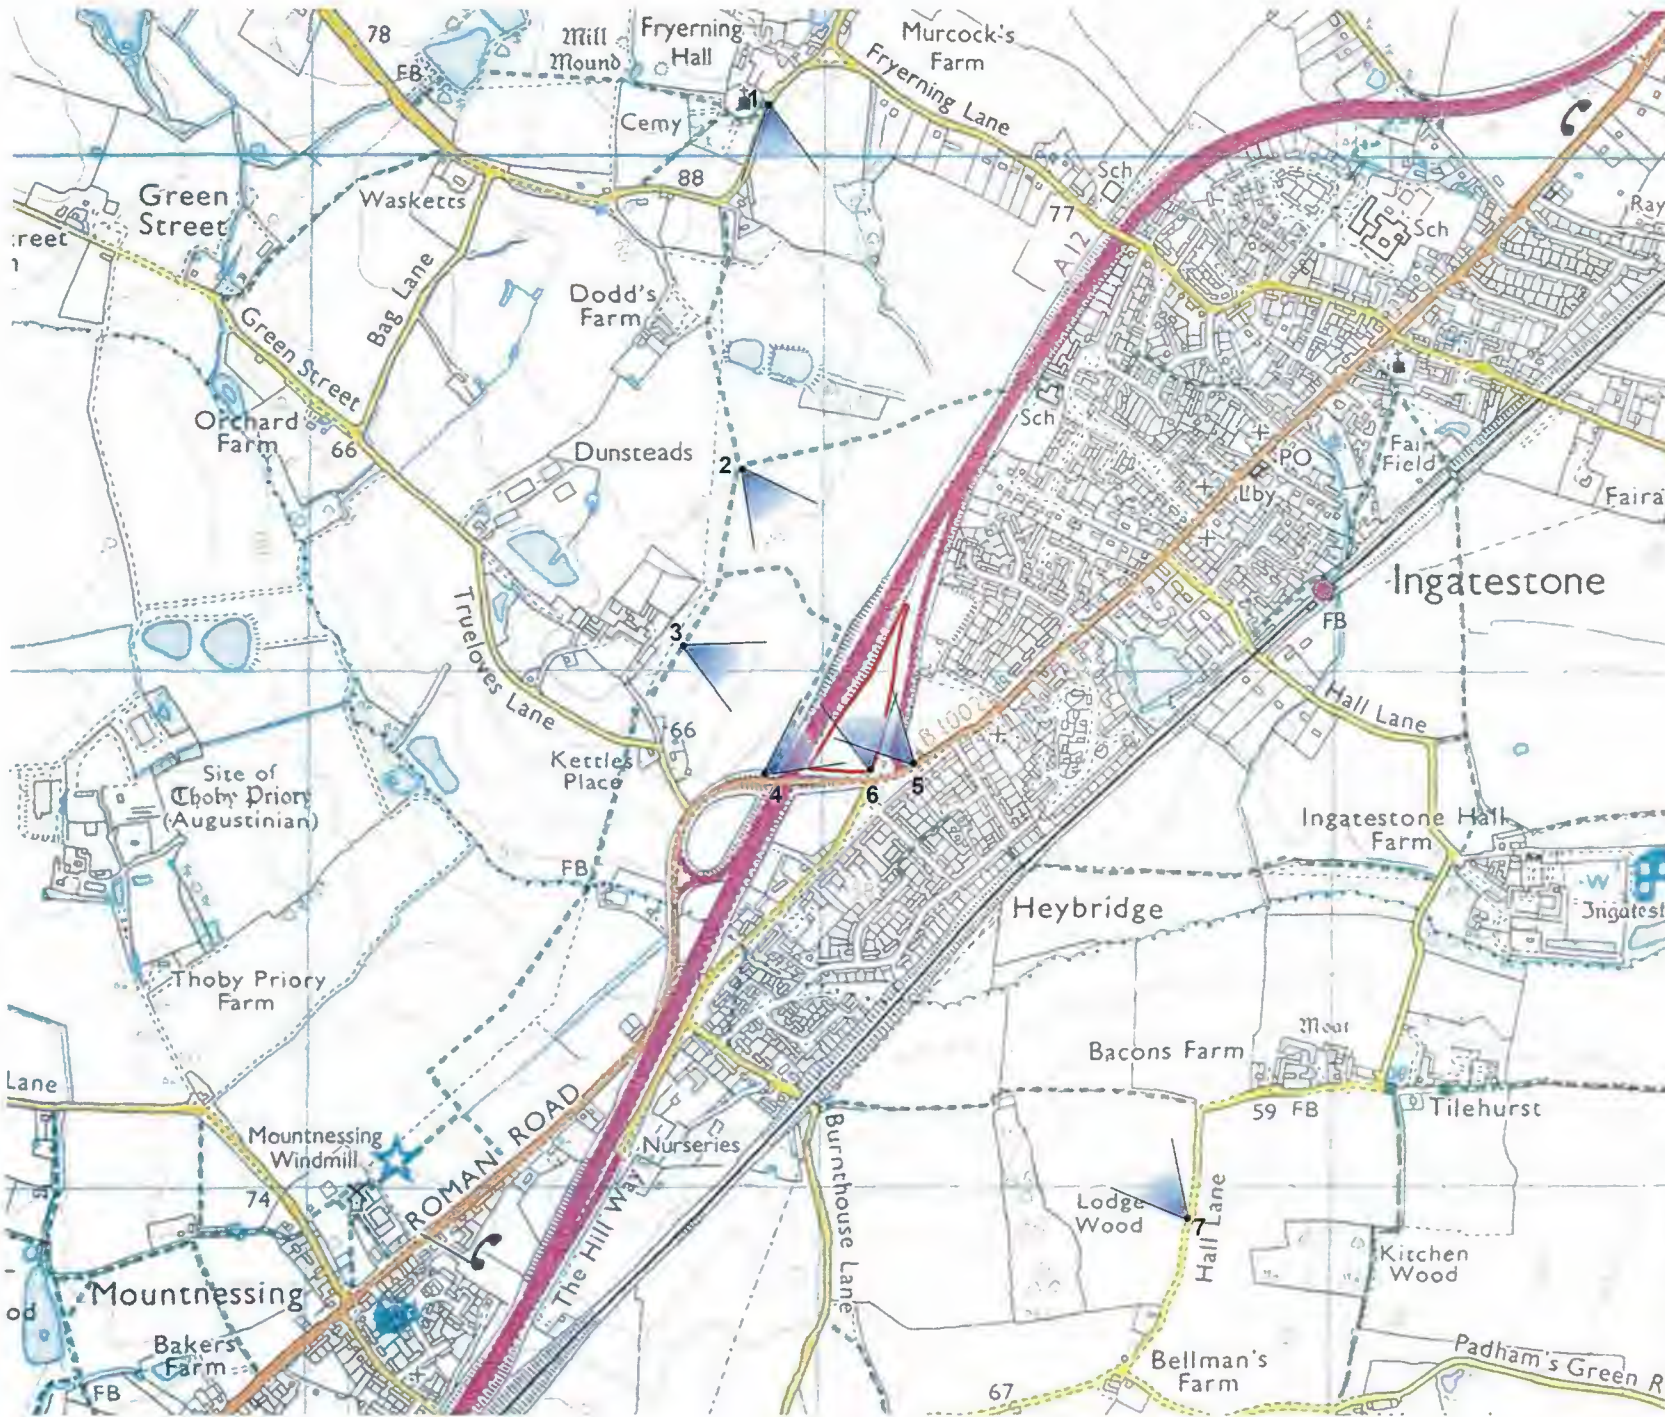 78
Mill
Mound
Fryerning
Hall
Murcock's
Farm
FB
1
Fryerning Lane
Cemy
Green
Street
Wasketts
88
Sch
77
Sch
Ray
A12
Bag Lane
Dodd's
Farm
Green Street
Orchard
Farm
66
Dunsteads
2
Sch
PO
Fair
Field
Liby
Faira
Ingatestone
FB
Trueloves Lane
3
Hall Lane
66
B1002
Kettles
Place
4
6
5
Site of
Thoby Priory
(Augustinian)
Ingatestone Hall
Farm
FB
Heybridge
W
Ingatest
Thoby Priory
Farm
Moat
Bacons Farm
Lane
ROMAN ROAD
59
FB
Tilehurst
Mountnessing
Windmill
Nurseries
Burnthouse Lane
74
Lodge
Wood
7
Hall Lane
The Hill Way
Kitchen
Wood
Mountnessing
od
Bakers
Farm
FB
67
Bellman's
Farm
Padham's Green R